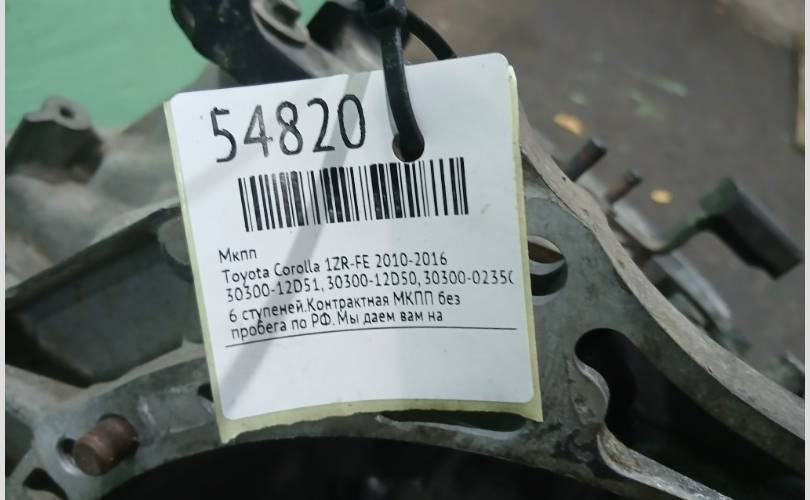 54820
Мкпп
Toyota Corolla 1ZR-FE 2010-2016
30300-12D51, 30300-12D50, 30300-0235(
6 ступеней.Контрактная МКПП без
пробега по РФ.Мы даем вам на